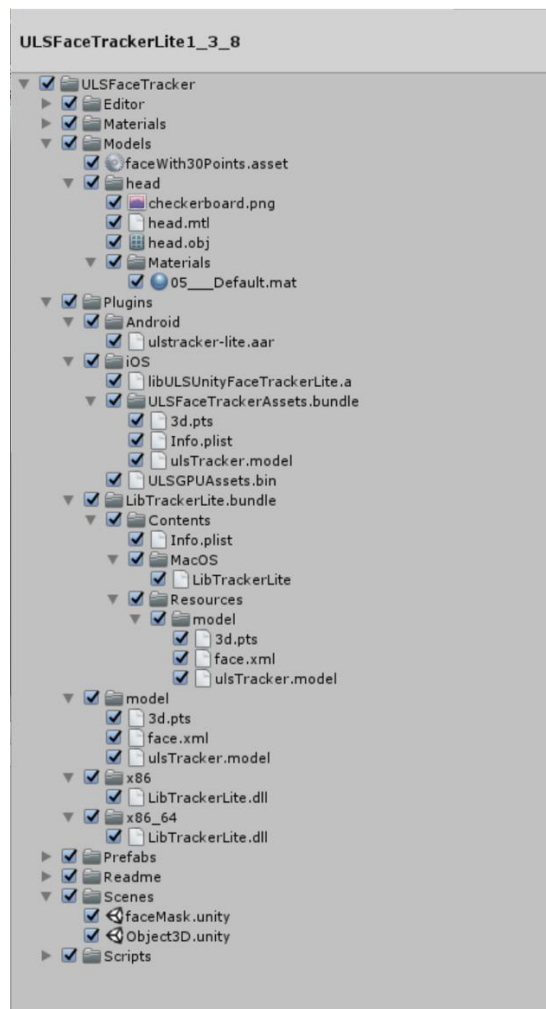 ULSFaceTrackerLite1_3_8
ULSFaceTracker
Editor
Materials
Models
faceWith30Points.asset
head
checkerboard.png
head.mtl
head.obj
Materials
05___Default.mat
Plugins
Android
ulstracker-lite.aar
iOS
libULSUnityFaceTrackerLite.a
ULSFaceTrackerAssets.bundle
3d.pts
Info.plist
ulsTracker.model
ULSGPUAssets.bin
LibTrackerLite.bundle
Contents
Info.plist
MacOS
LibTrackerLite
Resources
model
3d.pts
face.xml
ulsTracker.model
model
3d.pts
face.xml
ulsTracker.model
x86
LibTrackerLite.dll
x86_64
LibTrackerLite.dll
Prefabs
Readme
Scenes
faceMask.unity
Object3D.unity
Scripts